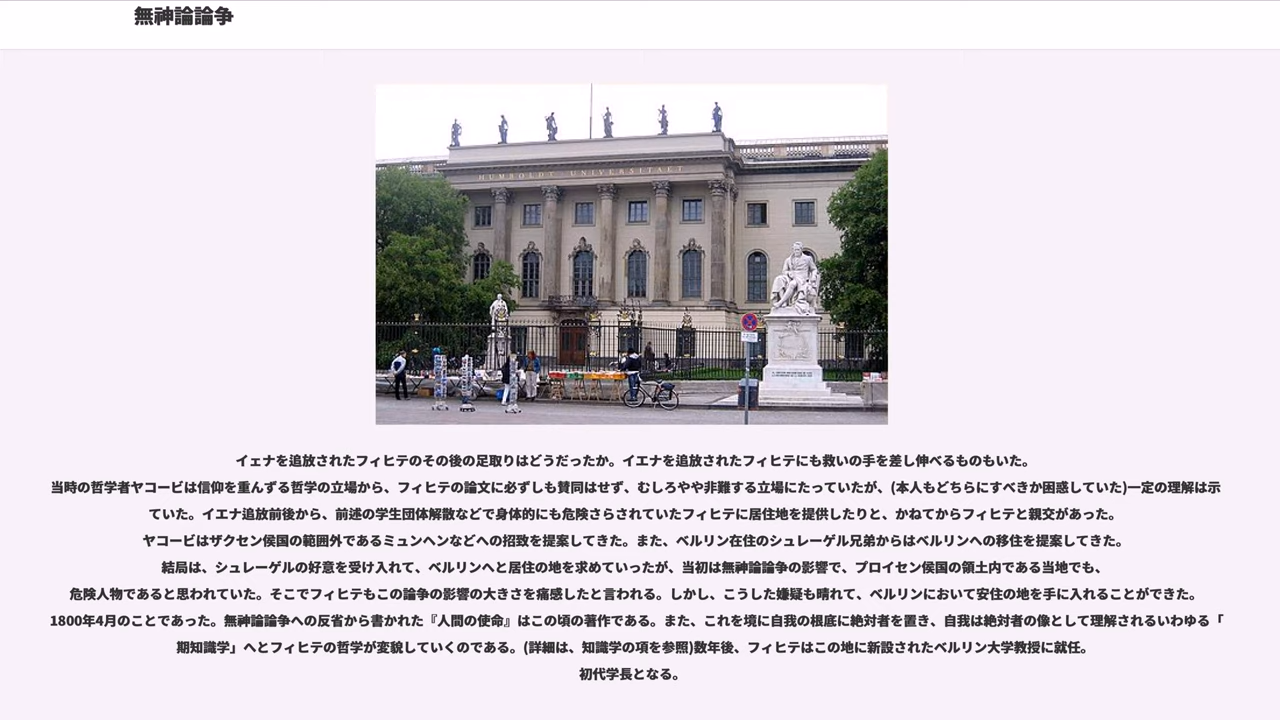 無神論論争
HUMBOLDT UNIVERSITAET
イェナを追放されたフィヒテのその後の足取りはどうだったか。イエナを追放されたフィヒテにも救いの手を差し伸べるものもいた。
当時の哲学者ヤコービは信仰を重んずる哲学の立場から、フィヒテの論文に必ずしも賛同はせず、むしろやや非難する立場にたっていたが、(本人もどちらにすべきか困惑していた)一定の理解は示
ていた。イエナ追放前後から、前述の学生団体解散などで身体的にも危険さらされていたフィヒテに居住地を提供したりと、かねてからフィヒテと親交があった。
ヤコービはザクセン侯国の範囲外であるミュンヘンなどへの招致を提案してきた。また、ベルリン在住のシュレーゲル兄弟からはベルリンへの移住を提案してきた。
結局は、シュレーゲルの好意を受け入れて、ベルリンへと居住の地を求めていったが、当初は無神論論争の影響で、プロイセン侯国の領土内である当地でも、
危険人物であると思われていた。そこでフィヒテもこの論争の影響の大きさを痛感したと言われる。しかし、こうした嫌疑も晴れて、ベルリンにおいて安住の地を手に入れることができた。
1800年4月のことであった。無神論論争への反省から書かれた『人間の使命』はこの頃の著作である。また、これを境に自我の根底に絶対者を置き、自我は絶対者の像として理解されるいわゆる「
期知識学」へとフィヒテの哲学が変貌していくのである。(詳細は、知識学の項を参照)数年後、フィヒテはこの地に新設されたベルリン大学教授に就任。
初代学長となる。